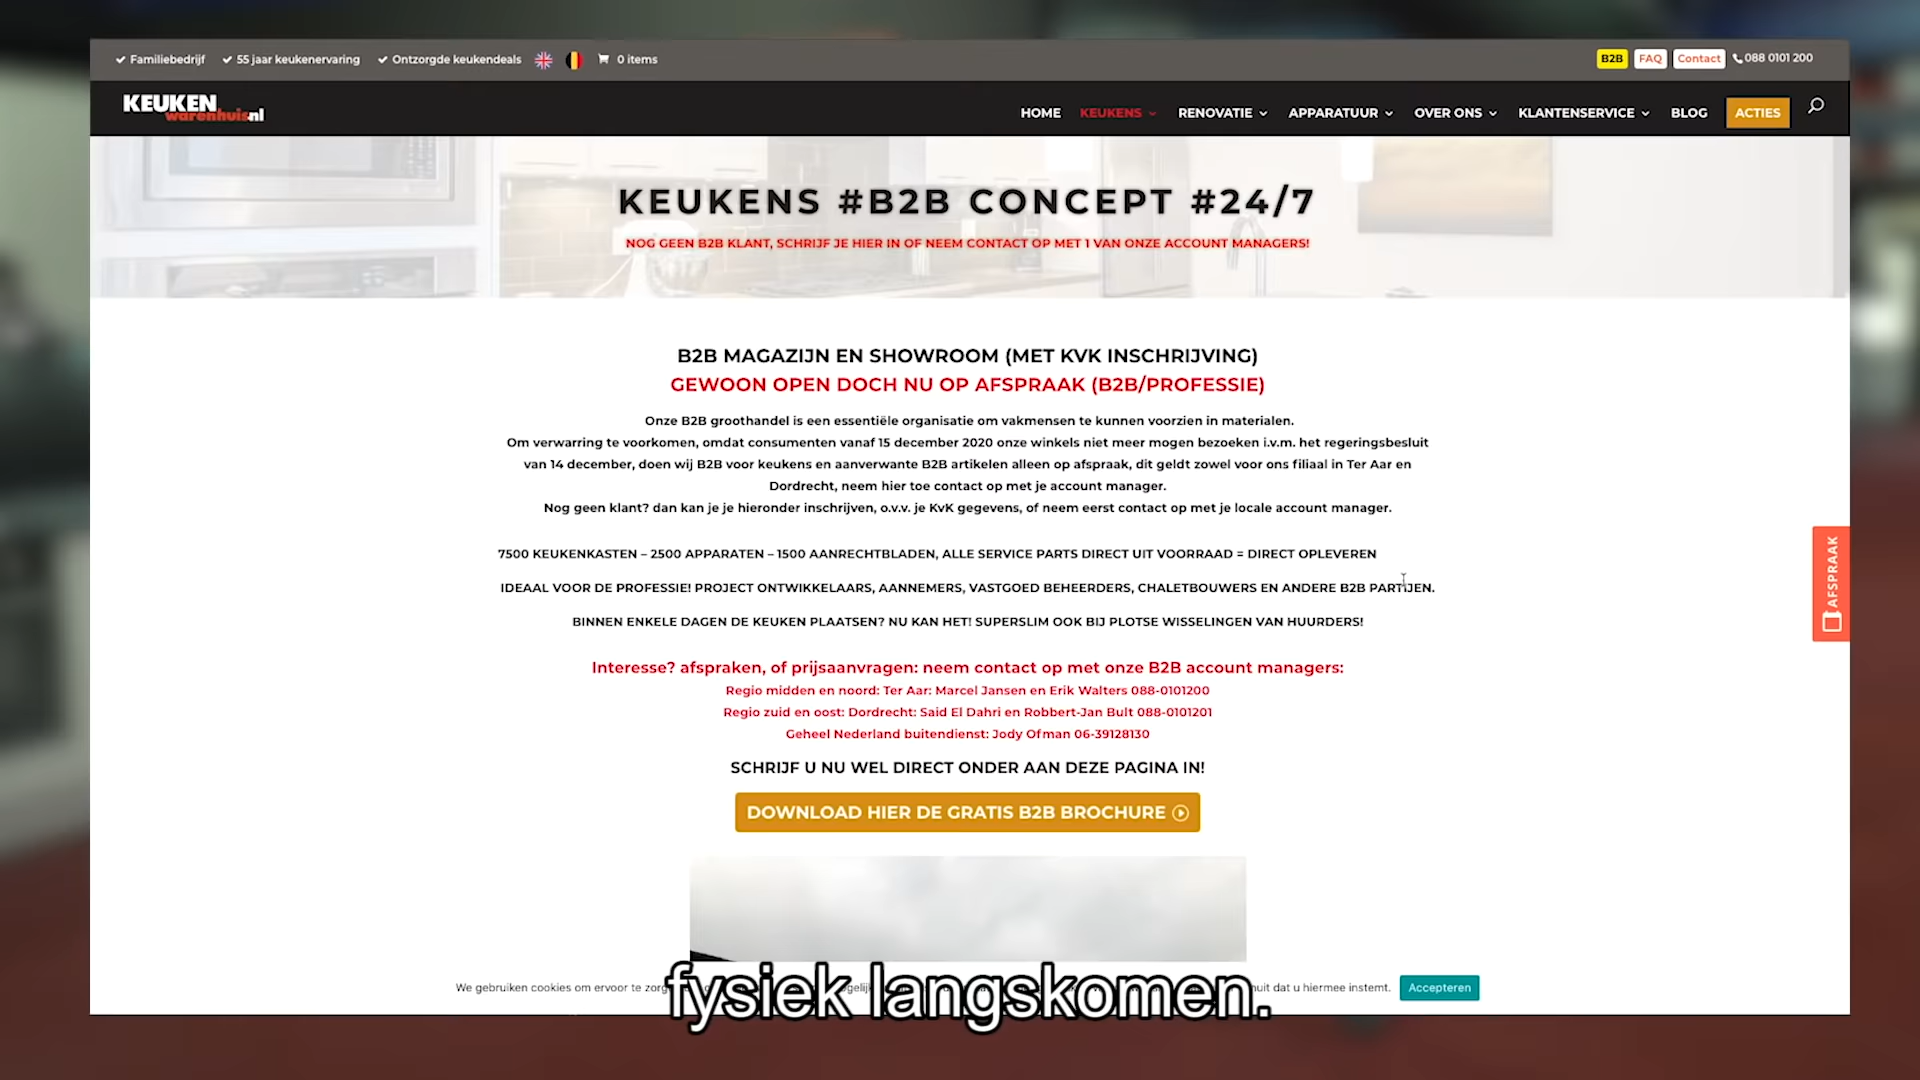 Familiebedrijf 55 jaar keukenervaring Ontzorgde keukendeals 0 items B2B FAQ Contact 088 0101 200
KEUKEN
warenhuis.nl
HOME KEUKENS RENOVATIE APPARATUUR OVER ONS KLANTENSERVICE BLOG ACTIES
KEUKENS #B2B CONCEPT #24/7
NOG GEEN B2B KLANT, SCHRIJF JE HIER IN OF NEEM CONTACT OP MET 1 VAN ONZE ACCOUNT MANAGERS!
B2B MAGAZIJN EN SHOWROOM (MET KVK INSCHRIJVING)
GEWOON OPEN DOCH NU OP AFSPRAAK (B2B/PROFESSIE)
Onze B2B groothandel is een essentiële organisatie om vakmensen te kunnen voorzien in materialen.
Om verwarring te voorkomen, omdat consumenten vanaf 15 december 2020 onze winkels niet meer mogen bezoeken i.v.m. het regeringsbesluit
van 14 december, doen wij B2B voor keukens en aanverwante B2B artikelen alleen op afspraak, dit geldt zowel voor ons filiaal in Ter Aar en
Dordrecht, neem hier toe contact op met je account manager.
Nog geen klant? dan kan je je hieronder inschrijven, o.v.v. je KvK gegevens, of neem eerst contact op met je locale account manager.
7500 KEUKENKASTEN – 2500 APPARATEN – 1500 AANRECHTBLADEN, ALLE SERVICE PARTS DIRECT UIT VOORRAAD = DIRECT OPLEVEREN
IDEAAL VOOR DE PROFESSIE! PROJECT ONTWIKKELAARS, AANNEMERS, VASTGOED BEHEERDERS, CHALETBOUWERS EN ANDERE B2B PARTIJEN.
BINNEN ENKELE DAGEN DE KEUKEN PLAATSEN? NU KAN HET! SUPERSLIM OOK BIJ PLOTSE WISSELINGEN VAN HUURDERS!
AFSPRAAK
Interesse? afspraken, of prijsaanvragen: neem contact op met onze B2B account managers:
Regio midden en noord: Ter Aar: Marcel Jansen en Erik Walters 088-0101200
Regio zuid en oost: Dordrecht: Said El Dahri en Robbert-Jan Bult 088-0101201
Geheel Nederland buitendienst: Jody Ofman 06-39128130
SCHRIJF U NU WEL DIRECT ONDER AAN DEZE PAGINA IN!
DOWNLOAD HIER DE GRATIS B2B BROCHURE
We gebruiken cookies om ervoor te dat u hiermee instemt. Accepteren
fysiek langskomen.